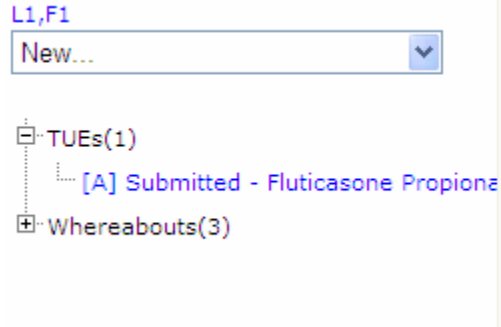 L1,F1
New...
TUEs(1)
[A] Submitted - Fluticasone Propiona
Whereabouts(3)